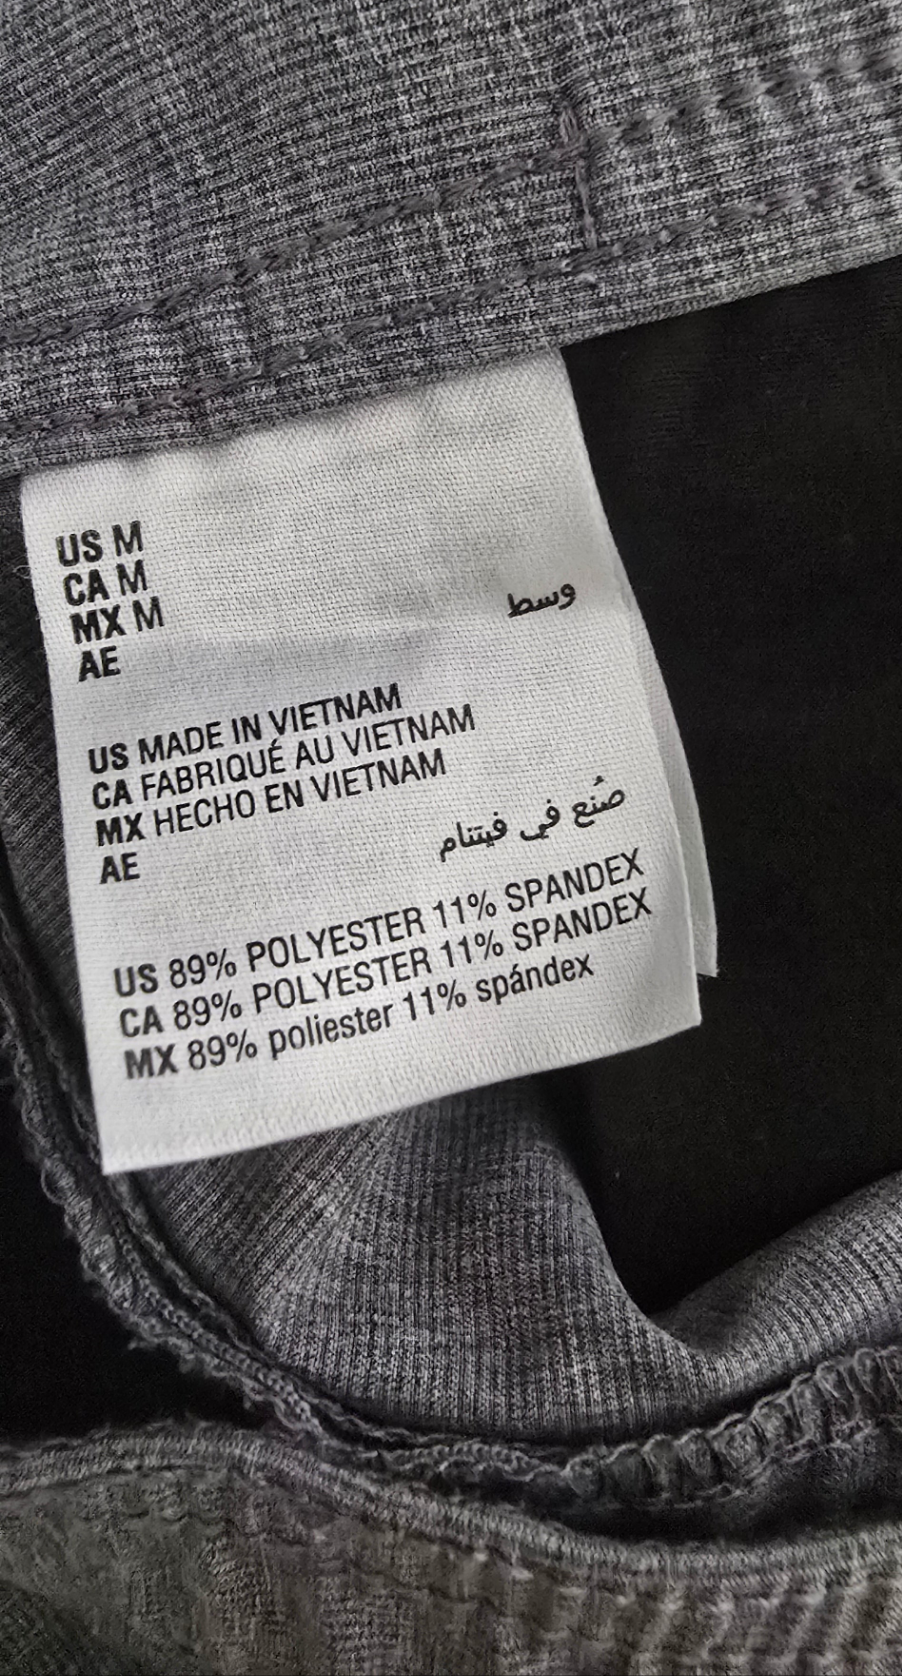 US M
CA M
MX M
AE وسط
US MADE IN VIETNAM
CA FABRIQUÉ AU VIETNAM
MX HECHO EN VIETNAM
AE صُنع في فيتنام
US 89% POLYESTER 11% SPANDEX
CA 89% POLYESTER 11% SPANDEX
MX 89% poliester 11% spándex